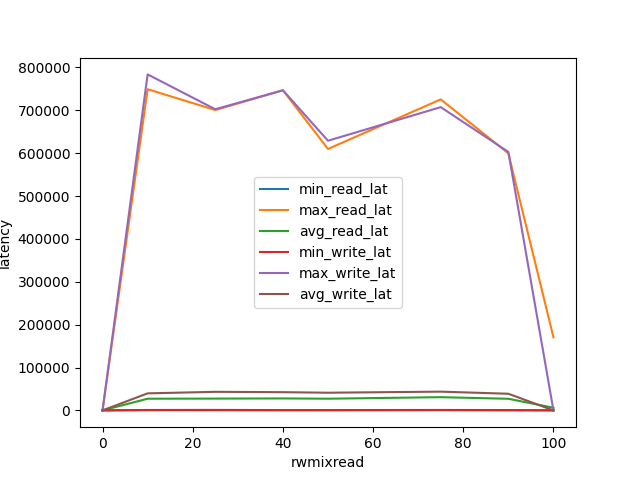 800000
700000
600000
500000
400000
300000
200000
100000
0
latency
min_read_lat
max_read_lat
avg_read_lat
min_write_lat
max_write_lat
avg_write_lat
0 20 40 60 80 100
rwmixread